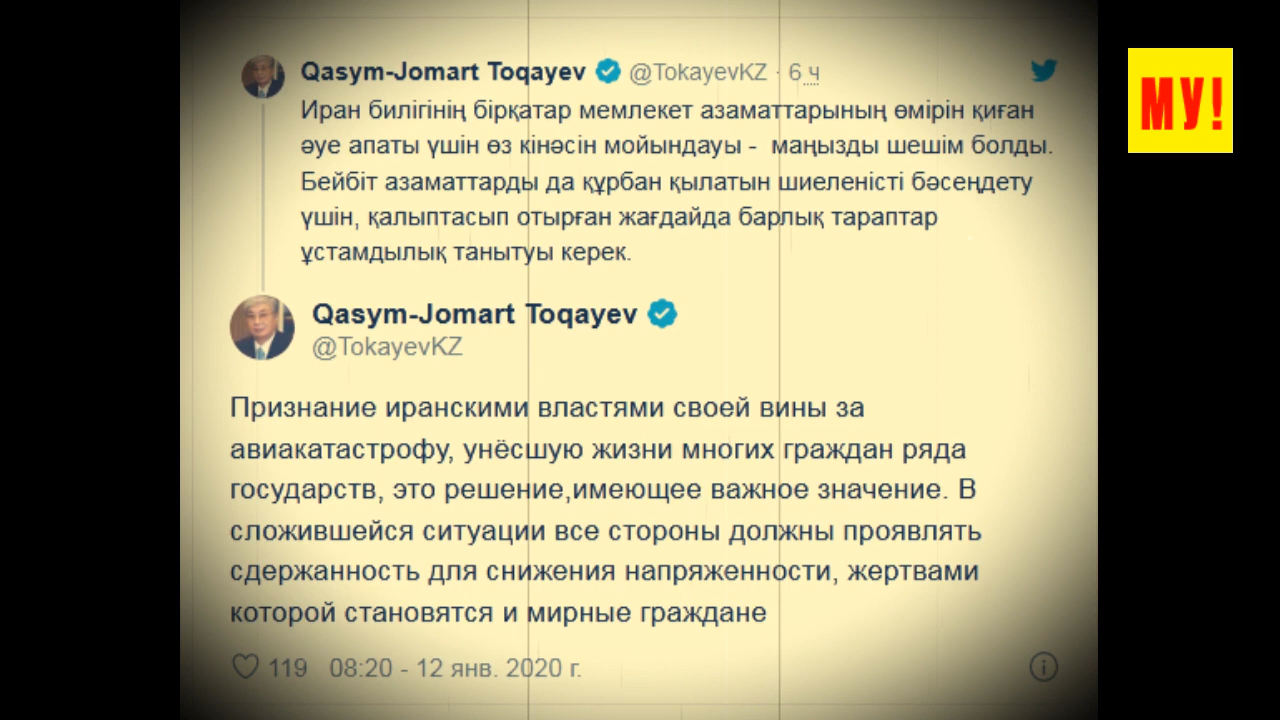 Qasym-Jomart Toqayev @TokayevKZ · 6 ч
Иран билігінің бірқатар мемлекет азаматтарының өмірін қиған
әуе апаты үшін өз кінәсін мойындауы - маңызды шешім болды.
Бейбіт азаматтарды да құрбан қылатын шиеленісті бәсеңдету
үшін, қалыптасып отырған жағдайда барлық тараптар
ұстамдылық танытуы керек.
Qasym-Jomart Toqayev
@TokayevKZ
Признание иранскими властями своей вины за
авиакатастрофу, унёсшую жизни многих граждан ряда
государств, это решение,имеющее важное значение. В
сложившейся ситуации все стороны должны проявлять
сдержанность для снижения напряженности, жертвами
которой становятся и мирные граждане
119 08:20 - 12 янв. 2020 г.
МУ!